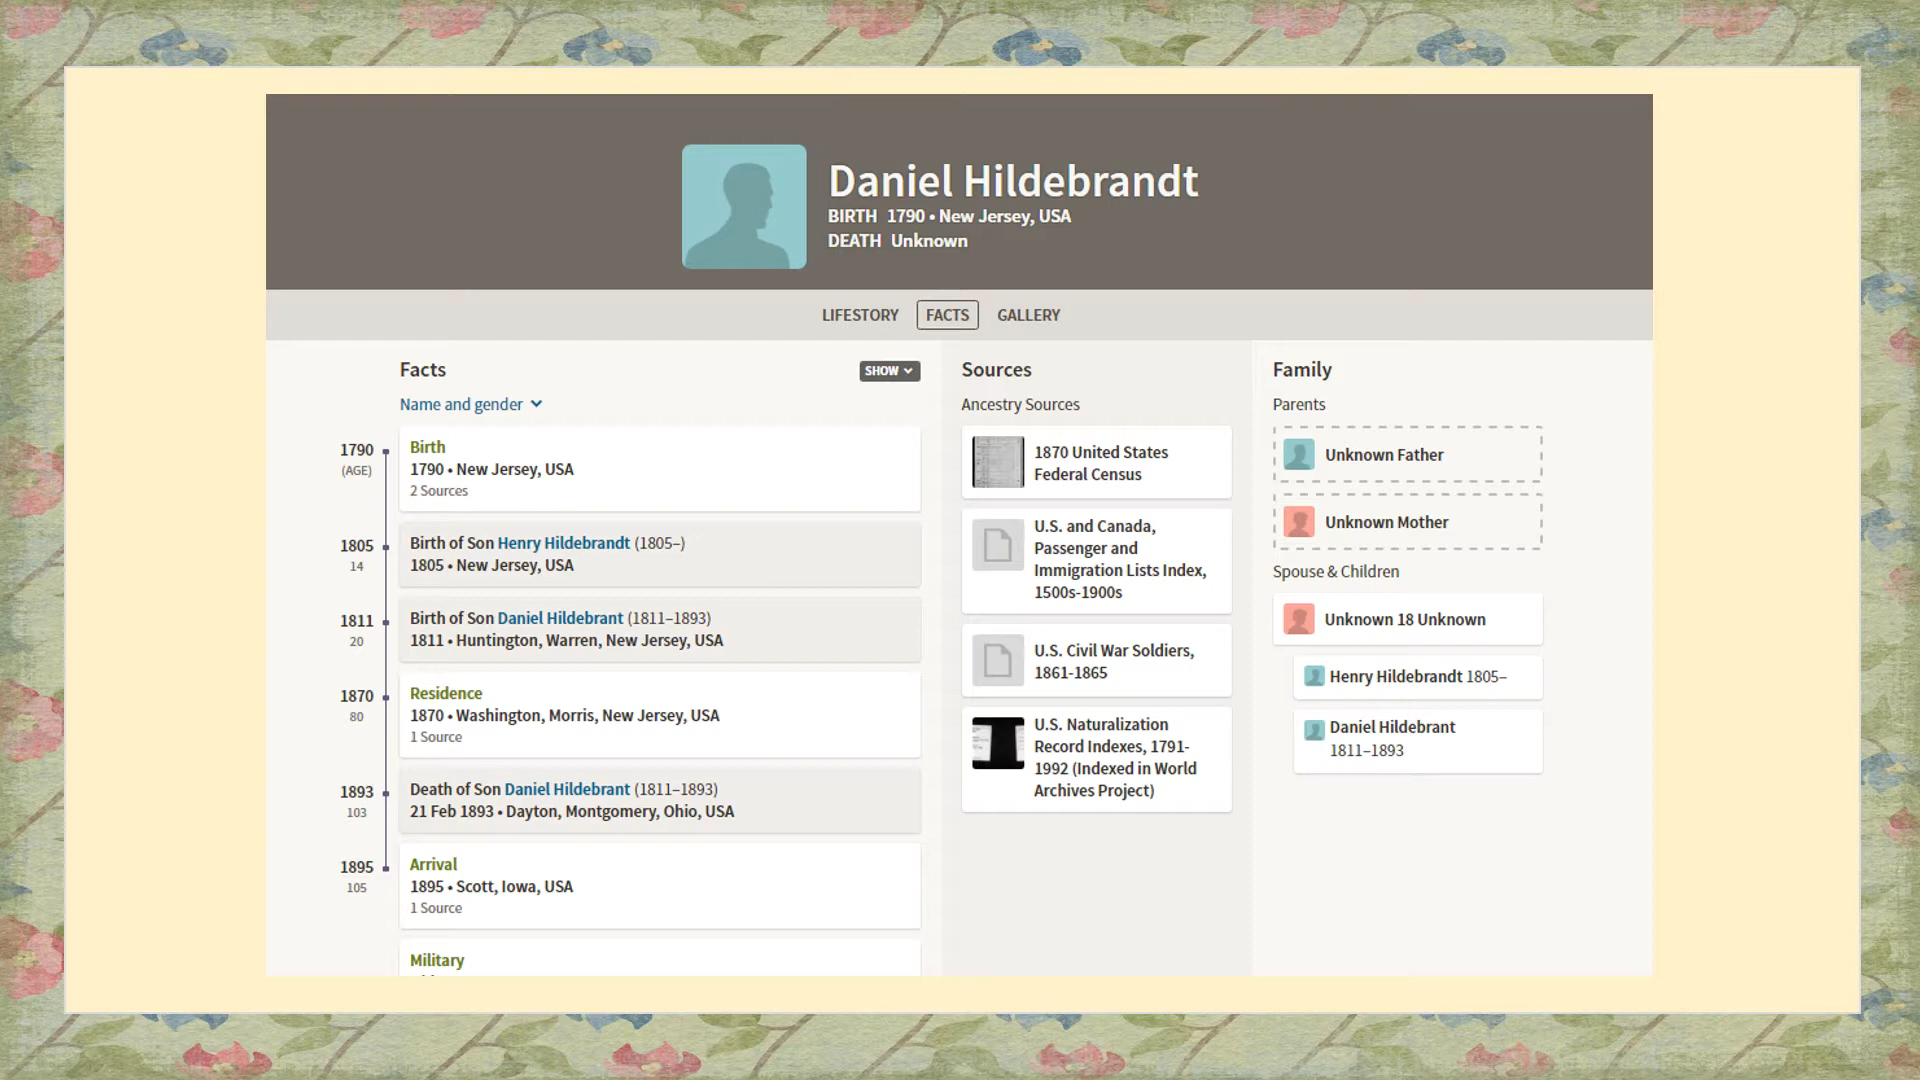 Daniel Hildebrandt
BIRTH 1790 • New Jersey, USA
DEATH Unknown
LIFESTORY
FACTS
GALLERY
Facts
SHOW
Name and gender
1790
(AGE)
Birth
1790 • New Jersey, USA
2 Sources
1805
14
Birth of Son Henry Hildebrandt (1805–)
1805 • New Jersey, USA
1811
20
Birth of Son Daniel Hildebrant (1811–1893)
1811 • Huntington, Warren, New Jersey, USA
1870
80
Residence
1870 • Washington, Morris, New Jersey, USA
1 Source
1893
103
Death of Son Daniel Hildebrant (1811–1893)
21 Feb 1893 • Dayton, Montgomery, Ohio, USA
1895
105
Arrival
1895 • Scott, Iowa, USA
1 Source
Military
Sources
Ancestry Sources
1870 United States
Federal Census
U.S. and Canada,
Passenger and
Immigration Lists Index,
1500s-1900s
U.S. Civil War Soldiers,
1861-1865
U.S. Naturalization
Record Indexes, 1791-
1992 (Indexed in World
Archives Project)
Family
Parents
Unknown Father
Unknown Mother
Spouse & Children
Unknown 18 Unknown
Henry Hildebrandt 1805–
Daniel Hildebrant
1811–1893